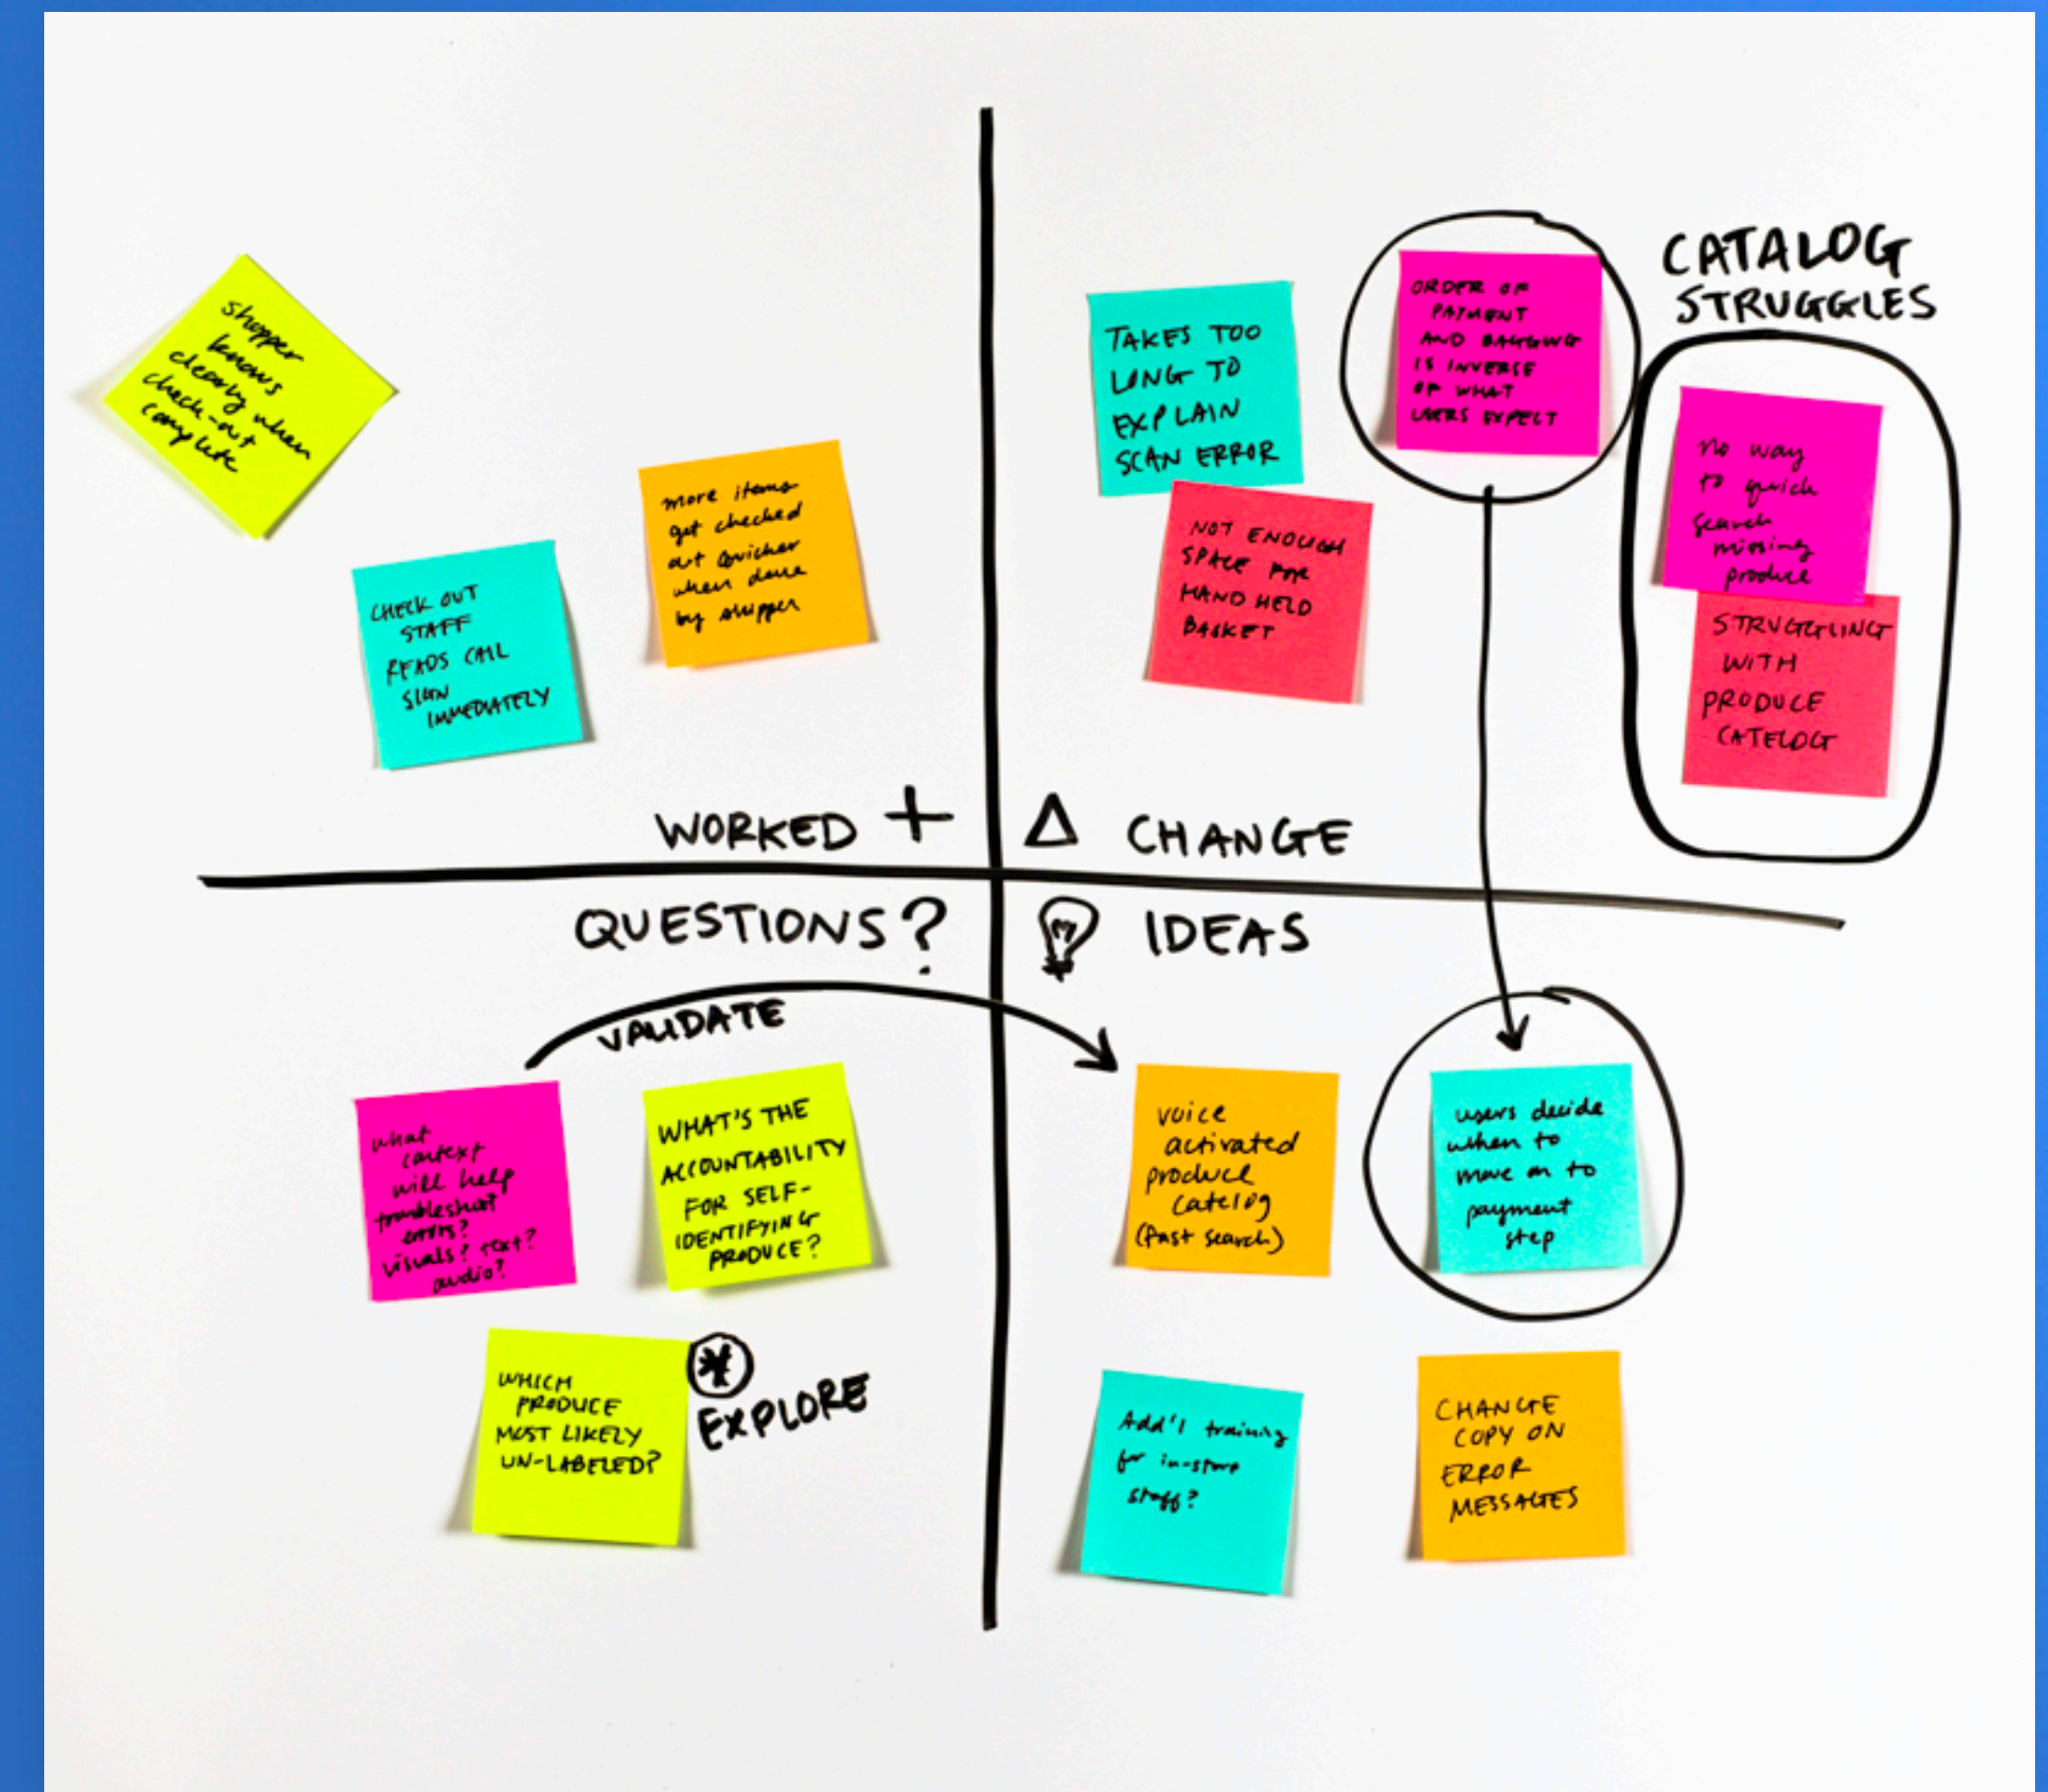 shopper
knows
clearly when
check-out
complete
CHECK OUT
STAFF
READS CALL
SIGN
IMMEDIATELY
more items
get checked
out quicker
when done
by shopper
WORKED +
TAKES TOO
LONG TO
EXPLAIN
SCAN ERROR
NOT ENOUGH
SPACE FOR
HAND HELD
BASKET
ORDER OF
PAYMENT
AND BAGGING
IS INVERSE
OF WHAT
USERS EXPECT
CATALOG
STRUGGLES
No way
to quick
search
missing
produce
STRUGGLING
WITH
PRODUCE
CATELOG
Δ CHANGE
QUESTIONS?
VALIDATE
what
context
will help
troubleshoot
errors?
visuals? text?
audio?
WHAT'S THE
ACCOUNTABILITY
FOR SELF-
IDENTIFYING
PRODUCE?
WHICH
PRODUCE
MOST LIKELY
UN-LABELED?
* EXPLORE
IDEAS
voice
activated
produce
catelog
(fast search)
users decide
when to
move on to
payment
step
Add'l training
for in-store
staff?
CHANGE
COPY ON
ERROR
MESSAGES